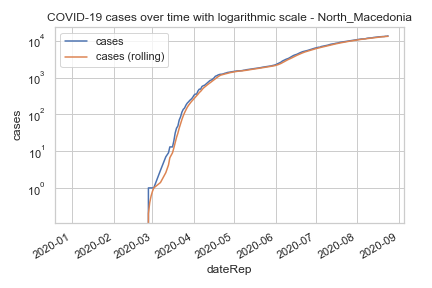 COVID-19 cases over time with logarithmic scale - North_Macedonia
cases
cases (rolling)
10^4
10^3
10^2
10^1
10^0
cases
2020-01
2020-02
2020-03
2020-04
2020-05
2020-06
2020-07
2020-08
2020-09
dateRep